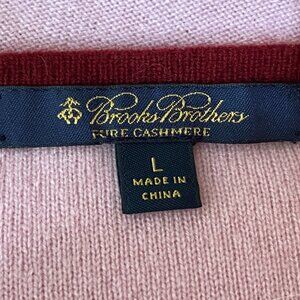 Brooks Brothers
PURE CASHMERE
L
MADE IN
CHINA